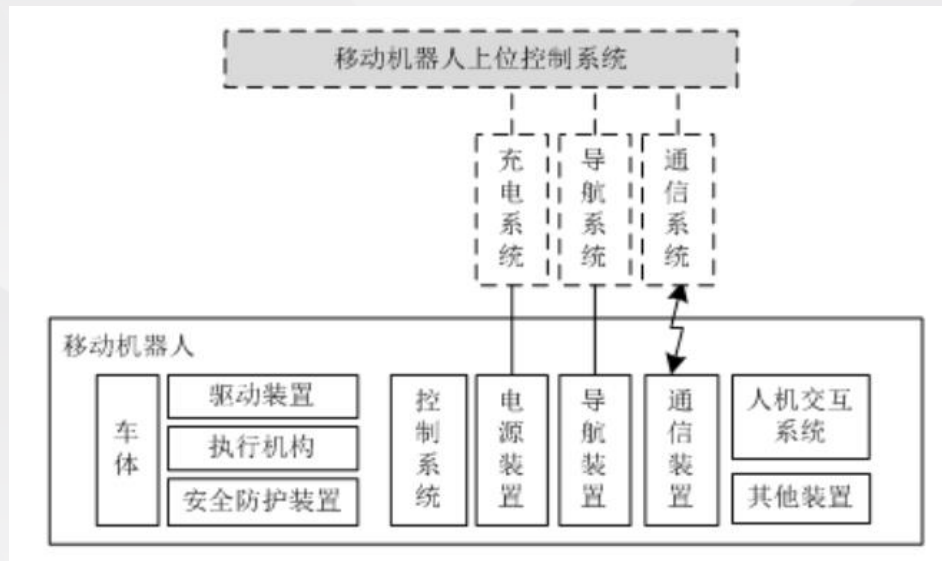 移动机器人上位控制系统
充电系统
导航系统
通信系统
移动机器人
车体
驱动装置
执行机构
安全防护装置
控制系统
电源装置
导航装置
通信装置
人机交互
系统
其他装置